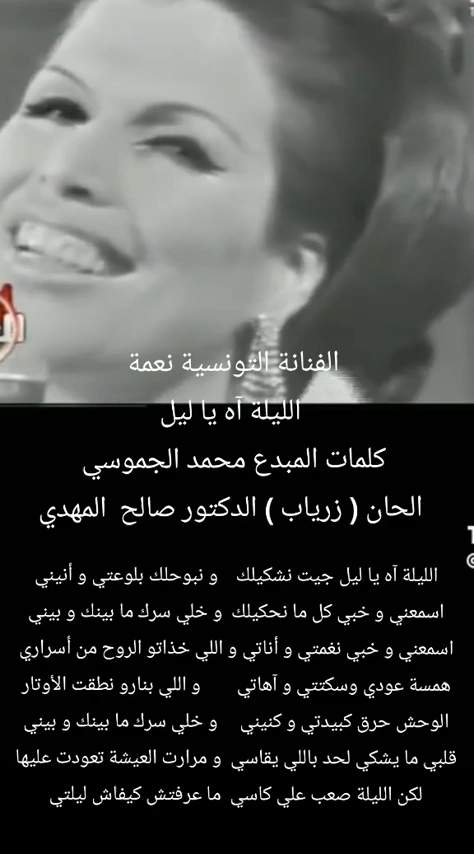 الفنانة التونسية نعمة
الليلة آه يا ليل
كلمات المبدع محمد الجموسي
الحان ( زرياب ) الدكتور صالح المهدي
الليلة آه يا ليل جيت نشكيلك و نبوحلك بلوعتي و أنيني
اسمعني و خبي كل ما نحكيلك و خلي سرك ما بينك و بيني
اسمعني و خبي نغمتي و أناتي و اللي خذاتو الروح من أسراري
همسة عودي وسكتتي و آهاتي و اللي بنارو نطقت الأوتار
الوحش حرق كبيدتي و كنيني و خلي سرك ما بينك و بيني
قلبي ما يشكي لحد باللي يقاسي و مرارت العيشة تعودت عليها
لكن الليلة صعب علي كاسي ما عرفتش كيفاش ليلتي